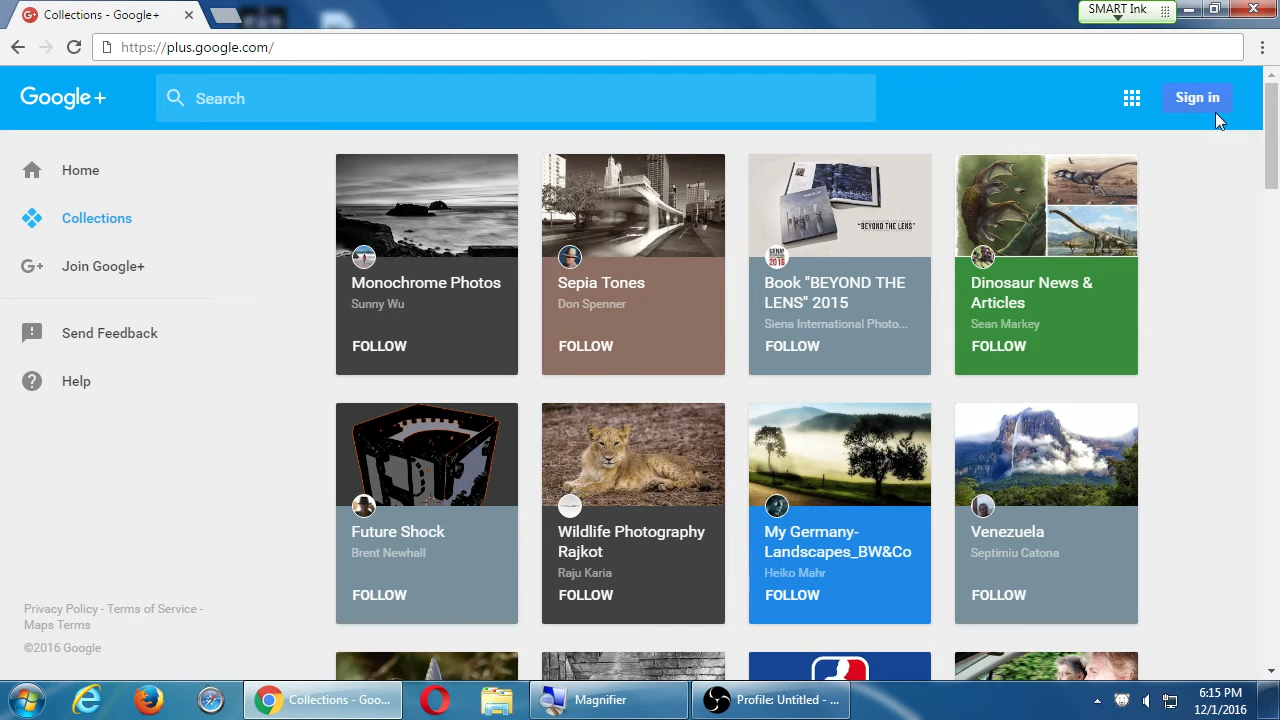 Collections - Google+
SMART Ink
https://plus.google.com/
Google+
Search
Sign in
Home
Collections
G+ Join Google+
Send Feedback
Help
Privacy Policy - Terms of Service -
Maps Terms
©2016 Google
Monochrome Photos
Sunny Wu
FOLLOW
Sepia Tones
Don Spenner
FOLLOW
"BEYOND THE LENS"
Book "BEYOND THE
LENS" 2015
Siena International Photo...
FOLLOW
Dinosaur News &
Articles
Sean Markey
FOLLOW
Future Shock
Brent Newhall
FOLLOW
Wildlife Photography
Rajkot
Raju Karia
FOLLOW
My Germany-
Landscapes_BW&Co
Heiko Mahr
FOLLOW
Venezuela
Septimiu Catona
FOLLOW
Collections - Goo...
Magnifier
Profile: Untitled - ...
6:15 PM
12/1/2016